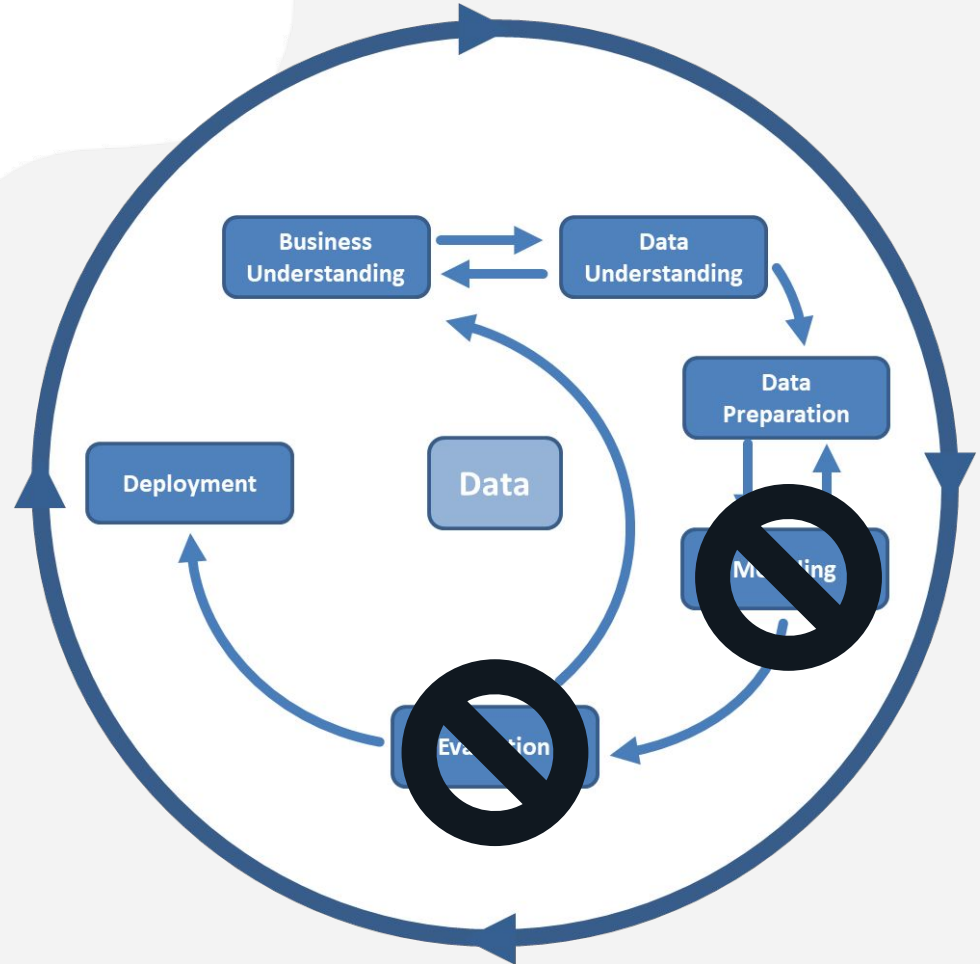 Business
Understanding
Data
Understanding
Data
Preparation
Deployment
Data